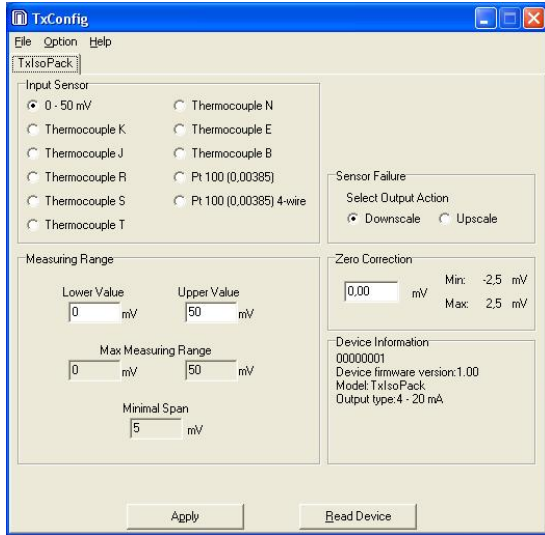 TxConfig
File Option Help
TxIsoPack
Input Sensor
0 - 50 mV
Thermocouple K
Thermocouple J
Thermocouple R
Thermocouple S
Thermocouple T
Thermocouple N
Thermocouple E
Thermocouple B
Pt 100 (0,00385)
Pt 100 (0,00385) 4-wire
Sensor Failure
Select Output Action
Downscale Upscale
Measuring Range
Lower Value Upper Value
0 mV 50 mV
Max Measuring Range
0 mV 50 mV
Minimal Span
5 mV
Zero Correction
0,00 mV
Min: -2,5 mV
Max: 2,5 mV
Device Information
00000001
Device firmware version:1.00
Model:TxIsoPack
Output type:4 - 20 mA
Apply Read Device